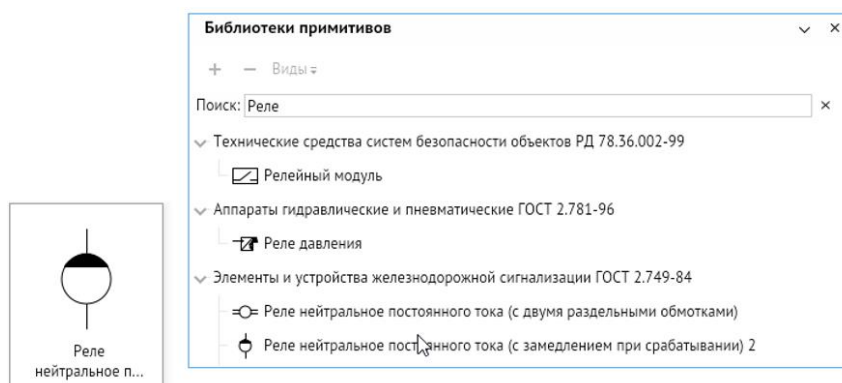 Библиотеки примитивов
Виды
Поиск: Реле
Технические средства систем безопасности объектов РД 78.36.002-99
Релейный модуль
Аппараты гидравлические и пневматические ГОСТ 2.781-96
Реле давления
Элементы и устройства железнодорожной сигнализации ГОСТ 2.749-84
Реле нейтральное постоянного тока (с двумя раздельными обмотками)
Реле нейтральное постоянного тока (с замедлением при срабатывании) 2
Реле
нейтральное п...